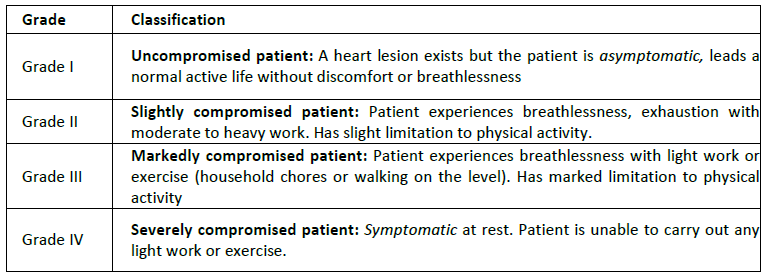 Grade Classification
Grade I
Uncompromised patient: A heart lesion exists but the patient is asymptomatic, leads a
normal active life without discomfort or breathlessness
Grade II
Slightly compromised patient: Patient experiences breathlessness, exhaustion with
moderate to heavy work. Has slight limitation to physical activity.
Grade III
Markedly compromised patient: Patient experiences breathlessness with light work or
exercise (household chores or walking on the level). Has marked limitation to physical
activity
Grade IV
Severely compromised patient: Symptomatic at rest. Patient is unable to carry out any
light work or exercise.